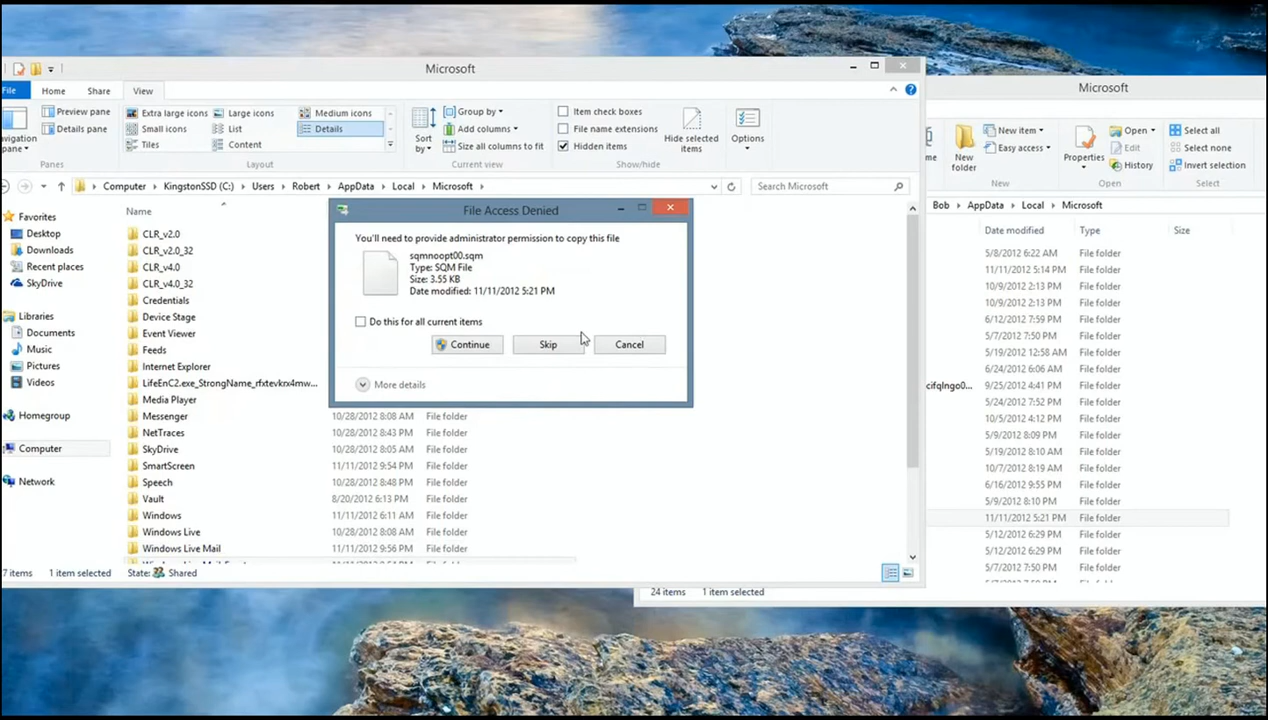 Microsoft
File Home Share View
Navigation pane
Preview pane
Details pane
Panes
Extra large icons Large icons Medium icons
Small icons List Details
Tiles Content
Layout
Sort by
Group by
Add columns
Size all columns to fit
Current view
Item check boxes
File name extensions
Hidden items
Hide selected items
Show/hide
Options
Computer KingstonSSD (C:) Users Robert AppData Local Microsoft
Search Microsoft
Favorites
Desktop
Downloads
Recent places
SkyDrive
Libraries
Documents
Music
Pictures
Videos
Homegroup
Computer
Network
Name
CLR_v2.0
CLR_v2.0_32
CLR_v4.0
CLR_v4.0_32
Credentials
Device Stage
Event Viewer
Feeds
Internet Explorer
LifeEnC2.exe_StrongName_rfxtevkrx4mw...
Media Player
Messenger 10/28/2012 8:08 AM File folder
NetTraces 10/28/2012 8:43 PM File folder
SkyDrive 10/28/2012 8:05 AM File folder
SmartScreen 11/11/2012 9:54 PM File folder
Speech 10/28/2012 8:48 PM File folder
Vault 8/20/2012 6:13 PM File folder
Windows 11/11/2012 6:11 AM File folder
Windows Live 10/28/2012 8:08 AM File folder
Windows Live Mail 11/11/2012 9:56 PM File folder
7 items 1 item selected State: Shared
File Access Denied
You'll need to provide administrator permission to copy this file
sqmnoopt00.sqm
Type: SQM File
Size: 3.55 KB
Date modified: 11/11/2012 5:21 PM
Do this for all current items
Continue Skip Cancel
More details
Microsoft
New folder
New item
Easy access
New
Properties
Open
Edit
History
Open
Select all
Select none
Invert selection
Select
Bob AppData Local Microsoft
Date modified Type Size
5/8/2012 6:22 AM File folder
11/11/2012 5:14 PM File folder
10/9/2012 2:13 PM File folder
10/9/2012 2:13 PM File folder
6/12/2012 7:59 PM File folder
5/7/2012 7:50 PM File folder
5/19/2012 12:58 AM File folder
6/24/2012 6:06 AM File folder
cifqlngo0... 9/25/2012 4:41 PM File folder
5/24/2012 7:52 PM File folder
10/5/2012 4:12 PM File folder
5/9/2012 8:09 PM File folder
5/19/2012 8:10 AM File folder
10/7/2012 8:19 AM File folder
6/16/2012 9:55 PM File folder
5/9/2012 8:10 PM File folder
11/11/2012 5:21 PM File folder
5/12/2012 6:29 PM File folder
5/12/2012 6:29 PM File folder
5/7/2012 7:50 PM File folder
24 items 1 item selected